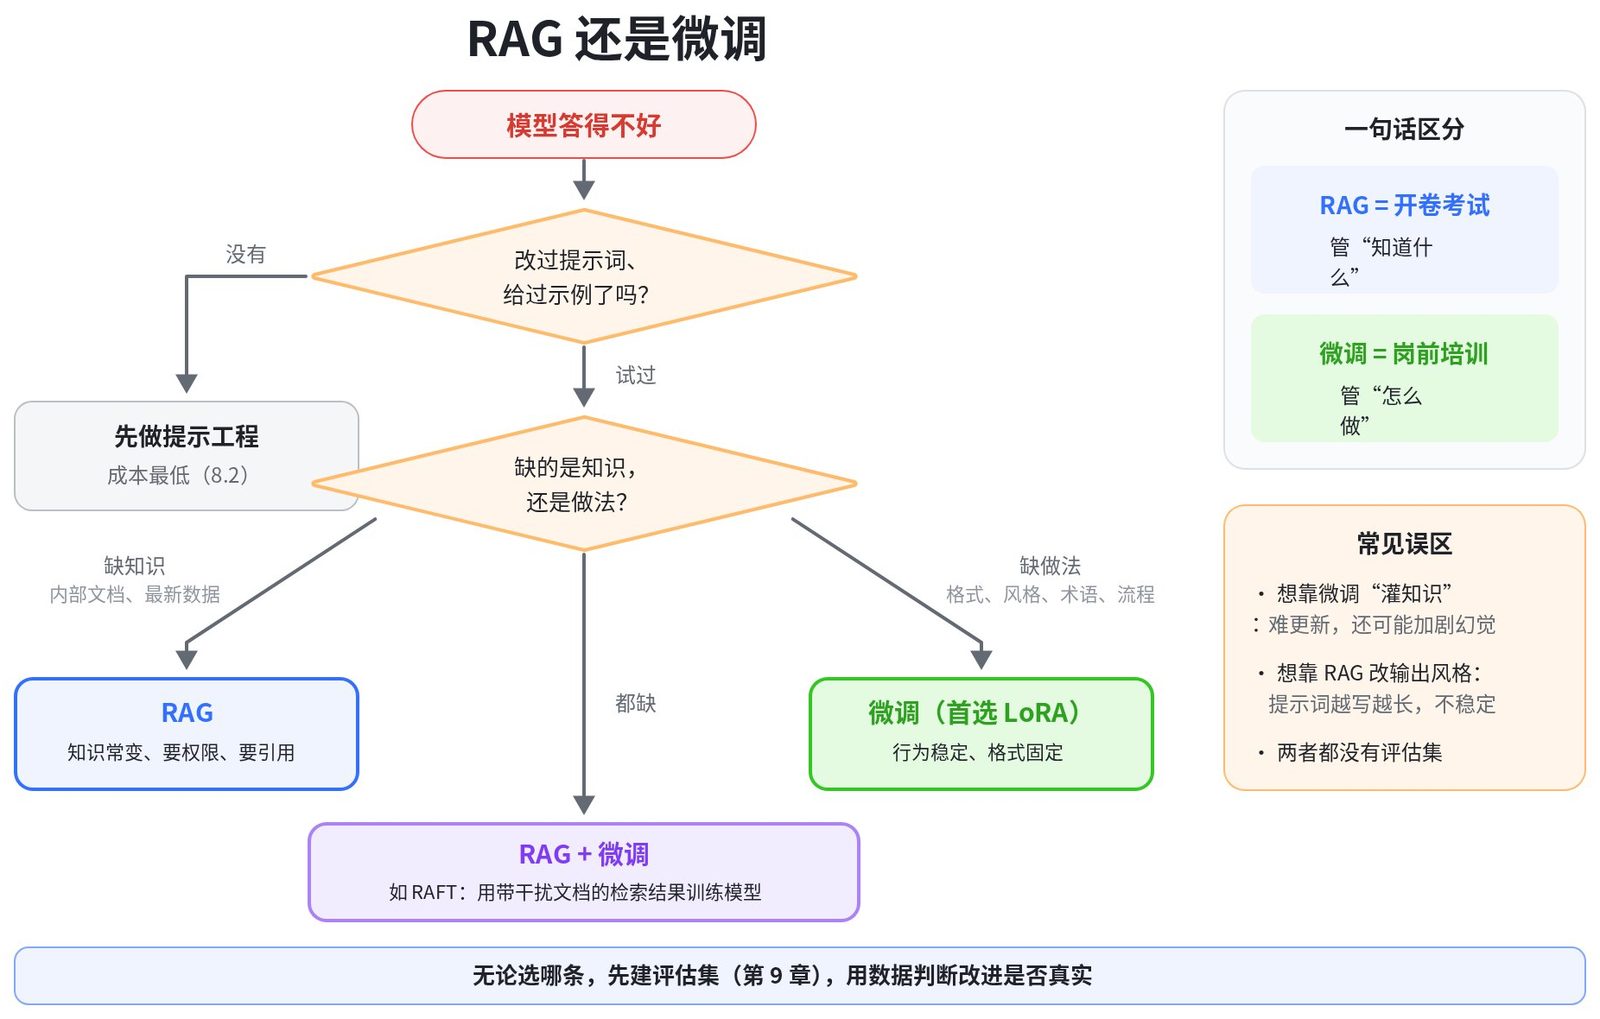 RAG 还是微调
模型答得不好
没有
改过提示词、
给过示例了吗？
试过
先做提示工程
成本最低（8.2）
缺的是知识，
还是做法？
缺知识
内部文档、最新数据
缺做法
格式、风格、术语、流程
RAG
知识常变、要权限、要引用
都缺
微调（首选 LoRA）
行为稳定、格式固定
RAG + 微调
如 RAFT：用带干扰文档的检索结果训练模型
一句话区分
RAG = 开卷考试
管“知道什
么”
微调 = 岗前培训
管“怎么
做”
常见误区
· 想靠微调“灌知识”
：难更新，还可能加剧幻觉
· 想靠 RAG 改输出风格：
提示词越写越长，不稳定
· 两者都没有评估集
无论选哪条，先建评估集（第 9 章），用数据判断改进是否真实